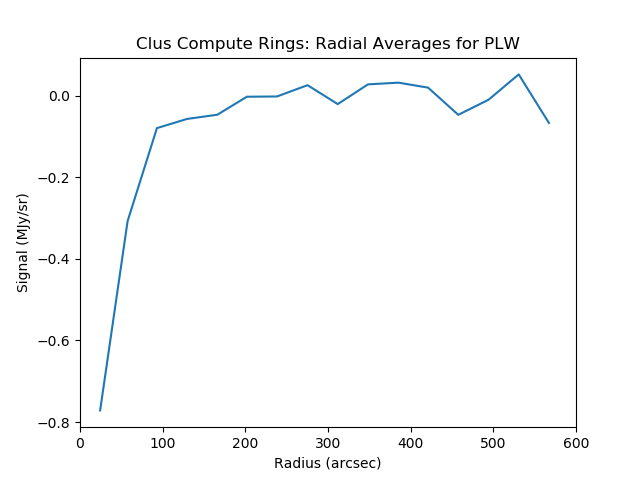 Clus Compute Rings: Radial Averages for PLW
Signal (MJy/sr)
0.0
−0.2
−0.4
−0.6
−0.8
0 100 200 300 400 500 600
Radius (arcsec)